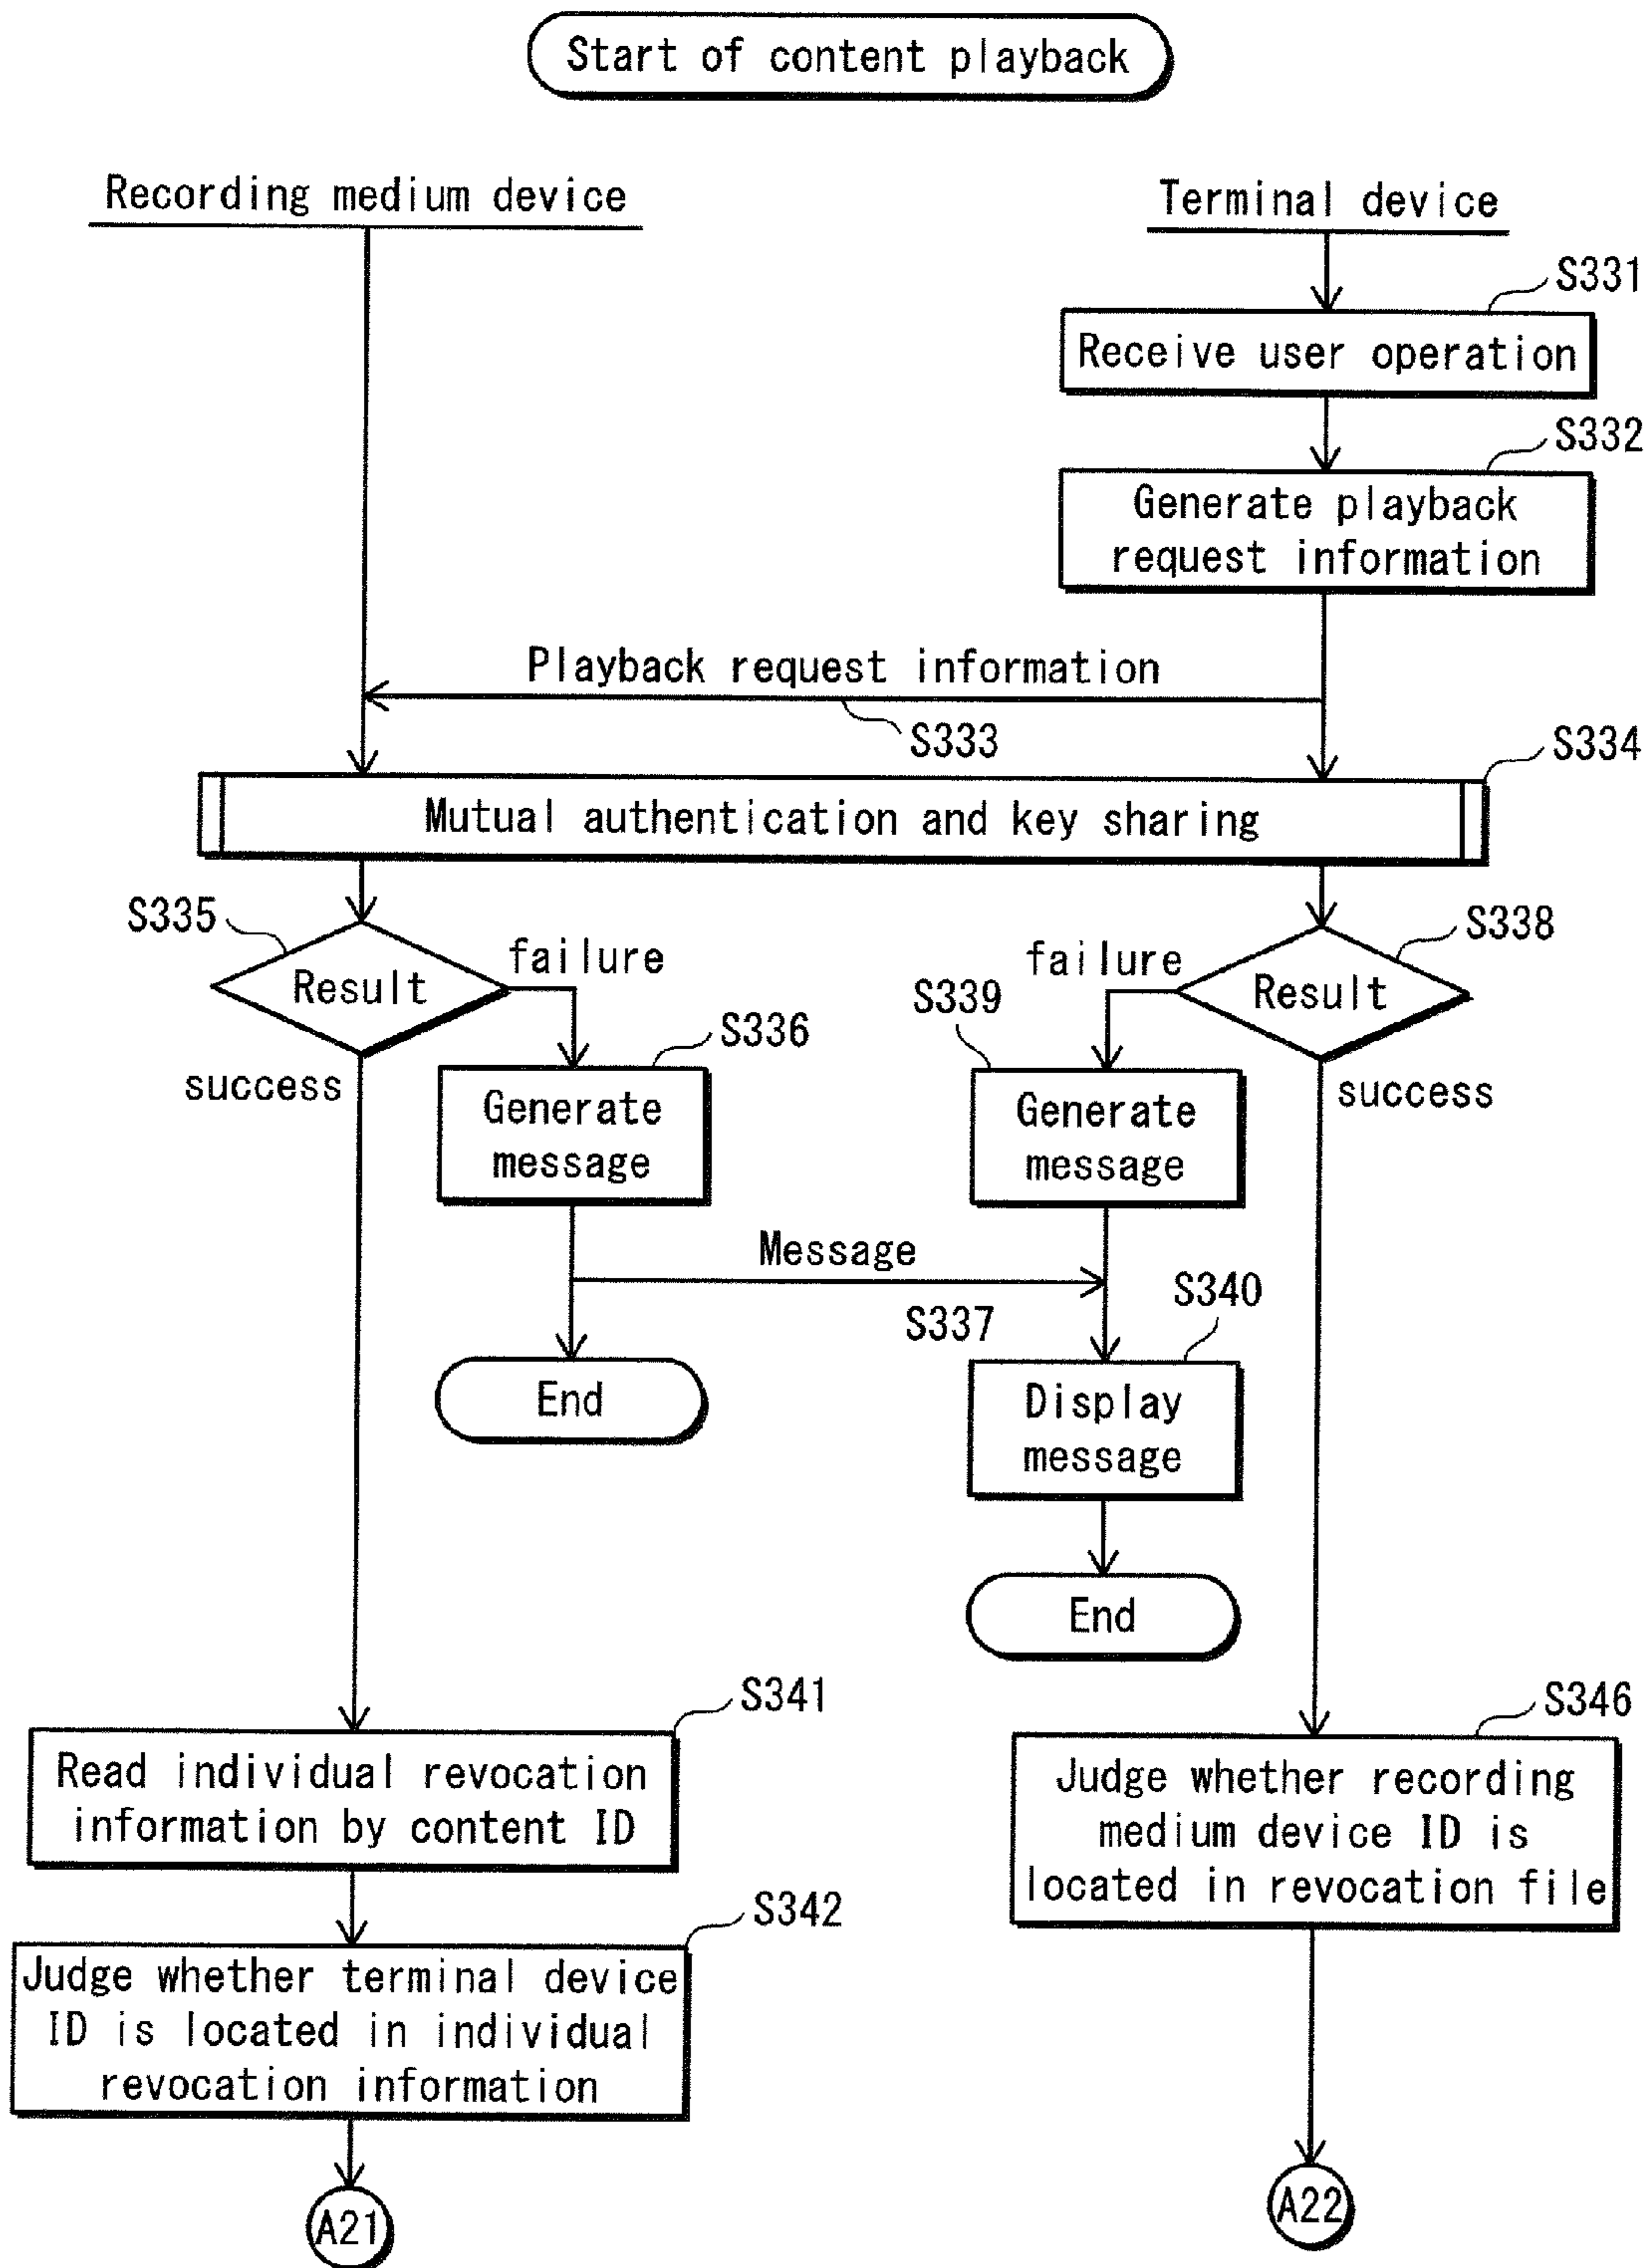 Start of content playback
Recording medium device
Terminal device
S331
Receive user operation
S332
Generate playback
request information
Playback request information
S333
S334
Mutual authentication and key sharing
S335
Result
failure
success
S336
Generate
message
S338
Result
failure
success
S339
Generate
message
Message
S337
End
S340
Display
message
End
S341
Read individual revocation
information by content ID
S342
Judge whether terminal device
ID is located in individual
revocation information
A21
S346
Judge whether recording
medium device ID is
located in revocation file
A22